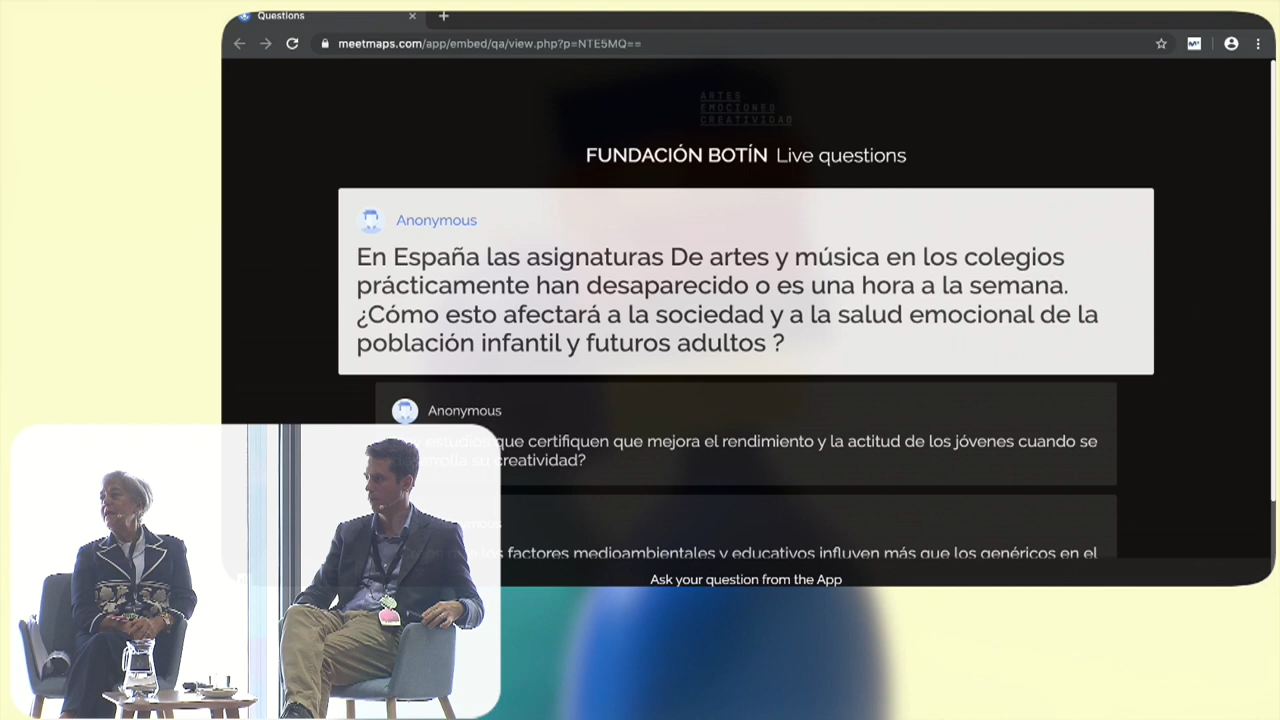 Questions
meetmaps.com/app/embed/qa/view.php?p=NTE5MQ==
ARTES
EMOCIONES
CREATIVIDAD
FUNDACIÓN BOTÍN Live questions
Anonymous
En España las asignaturas De artes y música en los colegios
prácticamente han desaparecido o es una hora a la semana.
¿Cómo esto afectará a la sociedad y a la salud emocional de la
población infantil y futuros adultos ?
Anonymous
estudios que certifiquen que mejora el rendimiento y la actitud de los jóvenes cuando se
su creatividad?
los factores medioambientales y educativos influyen más que los genéricos en el
Ask your question from the App